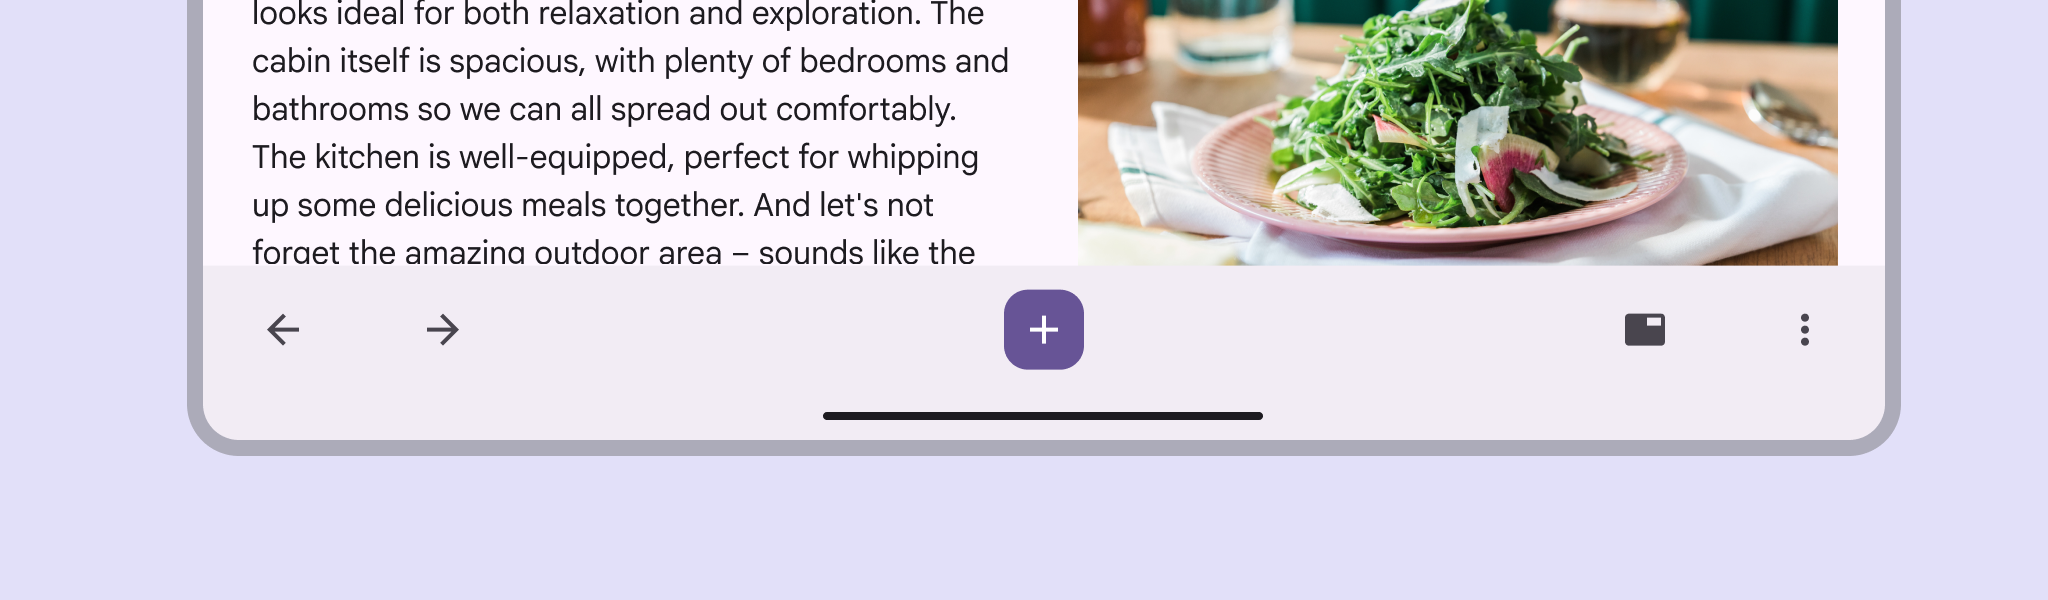 looks ideal for both relaxation and exploration. The
cabin itself is spacious, with plenty of bedrooms and
bathrooms so we can all spread out comfortably.
The kitchen is well-equipped, perfect for whipping
up some delicious meals together. And let's not
forget the amazing outdoor area – sounds like the